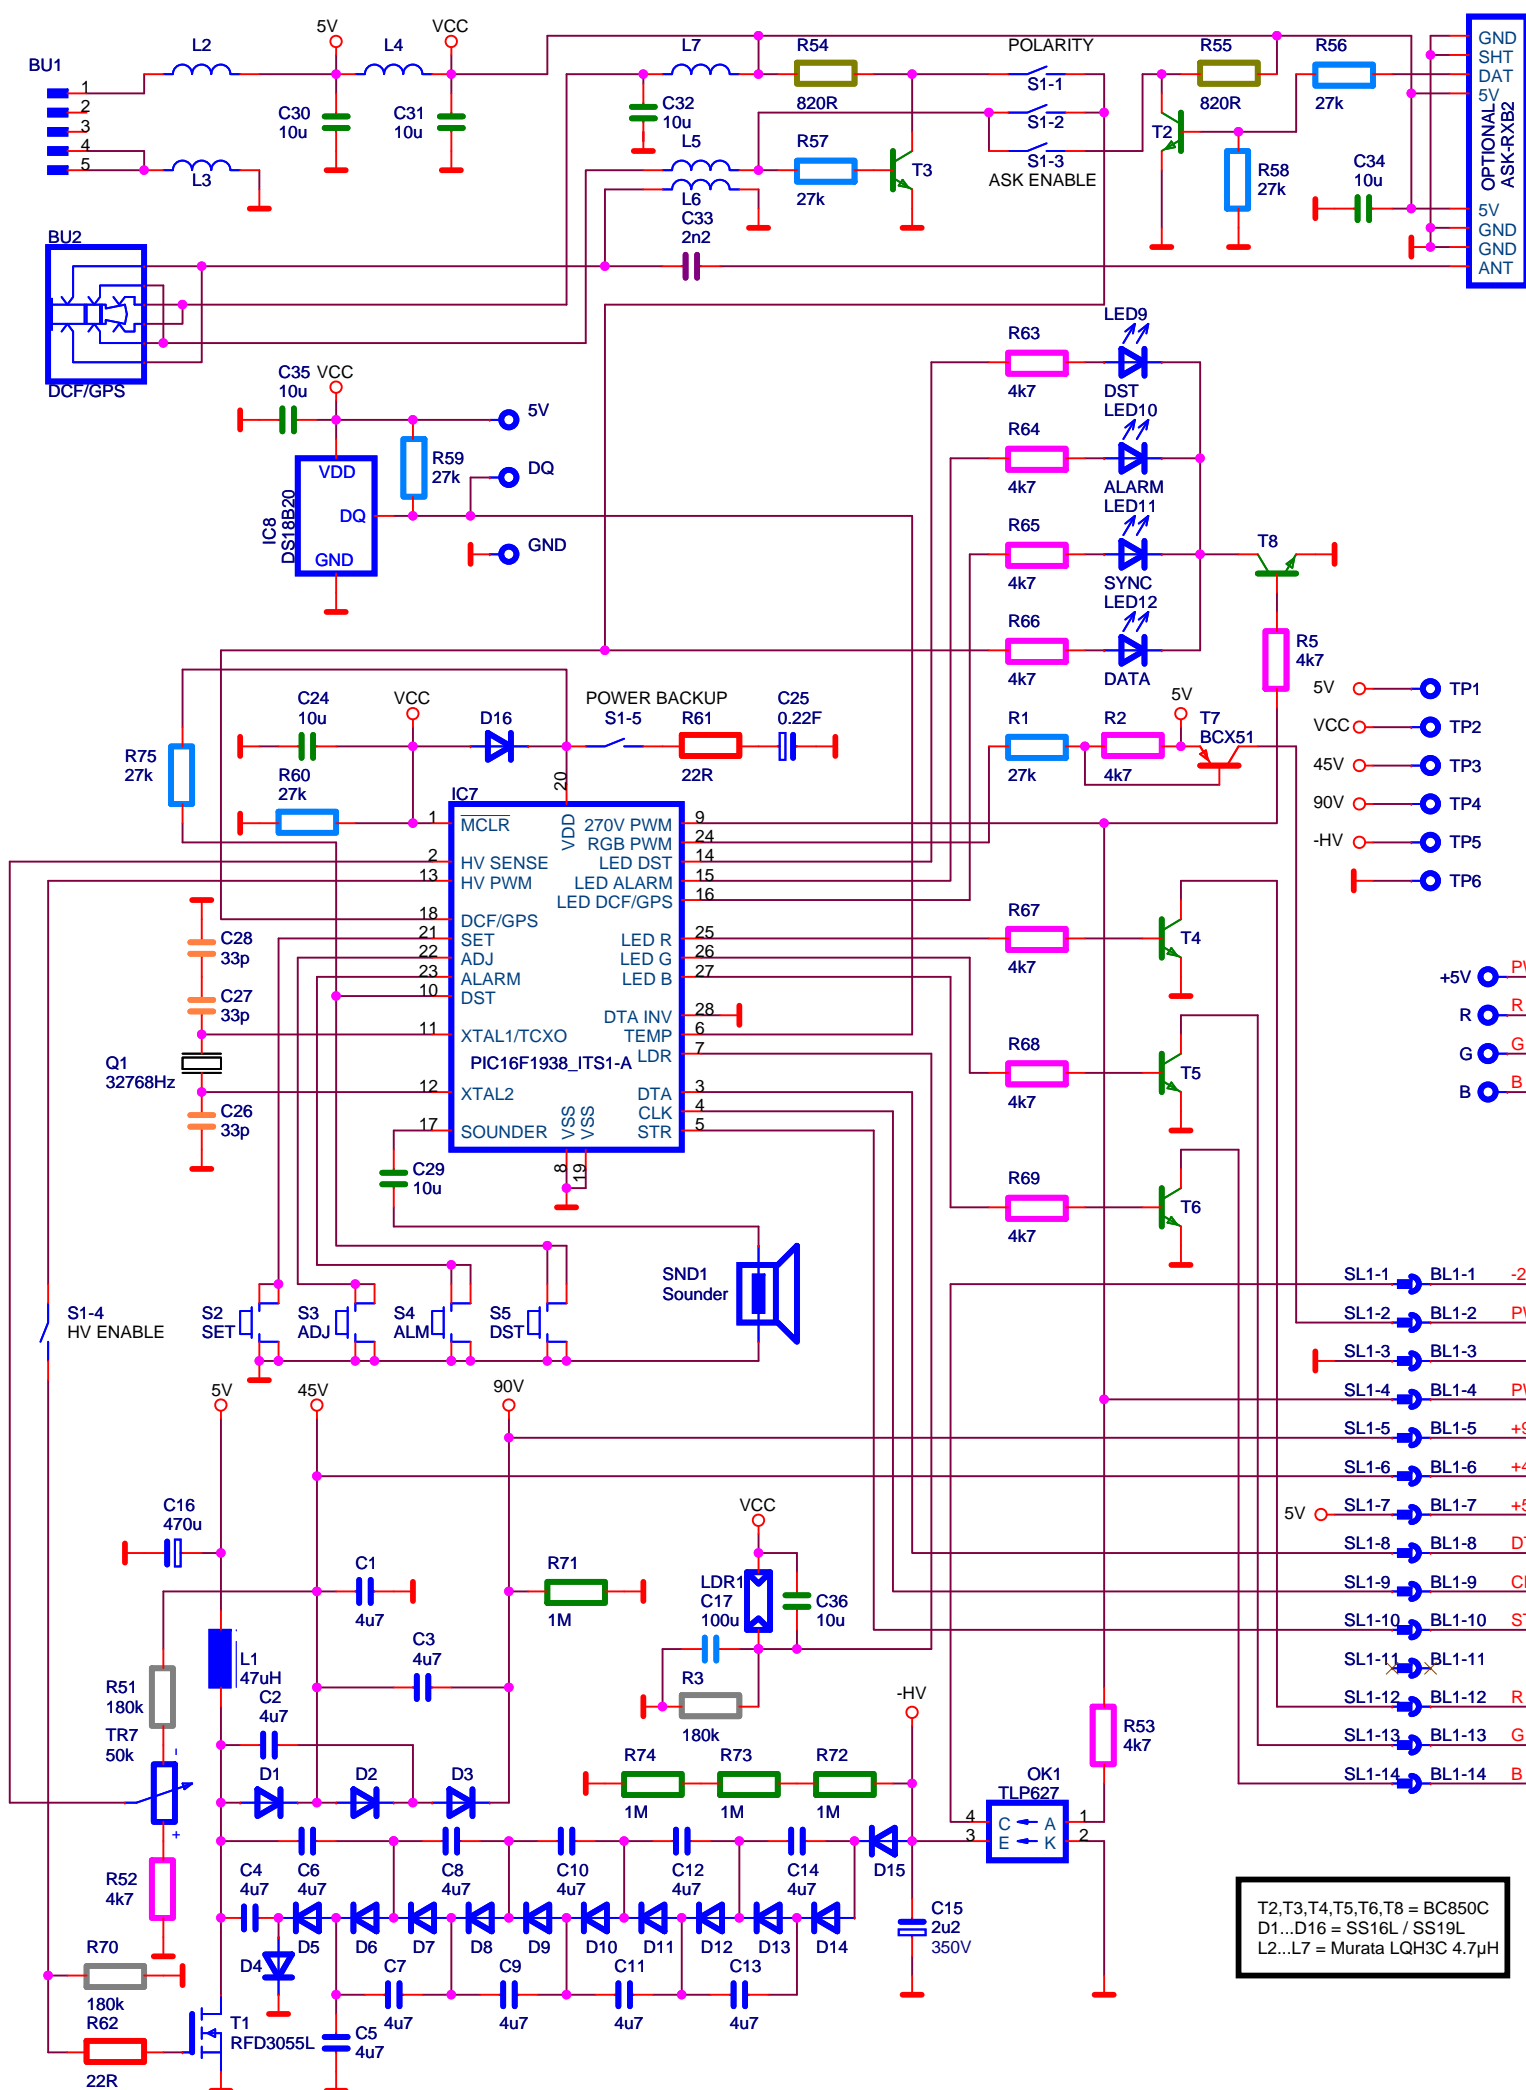 BU1
1
2
3
4
5
L2
5V
L4
VCC
L3
C30
10u
C31
10u
L7
C32
10u
L5
L6
C33
2n2
R54
820R
R57
27k
T3
POLARITY
S1-1
S1-2
S1-3
ASK ENABLE
T2
R55
820R
R56
27k
R58
27k
C34
10u
OPTIONAL
ASK-RXB2
GND
SHT
DAT
5V
5V
GND
GND
ANT
BU2
DCF/GPS
C35
10u
VCC
R59
27k
5V
DQ
GND
IC8
DS18B20
VDD
DQ
GND
R63
4k7
LED9
DST
R64
4k7
LED10
ALARM
R65
4k7
LED11
SYNC
R66
4k7
LED12
DATA
T8
R5
4k7
5V
TP1
VCC
TP2
45V
TP3
90V
TP4
-HV
TP5
TP6
R75
27k
C24
10u
VCC
R60
27k
D16
POWER BACKUP
S1-5
R61
22R
C25
0.22F
R1
27k
R2
4k7
5V
T7
BCX51
IC7
PIC16F1938_ITS1-A
20
VDD
1
MCLR
2
HV SENSE
13
HV PWM
18
DCF/GPS
21
SET
22
ADJ
23
ALARM
10
DST
11
XTAL1/TCXO
12
XTAL2
17
SOUNDER
VSS
VSS
8
19
270V PWM
9
RGB PWM
24
LED DST
14
LED ALARM
15
LED DCF/GPS
16
LED R
25
LED G
26
LED B
27
DTA INV
28
TEMP
6
LDR
7
DTA
3
CLK
4
STR
5
C28
33p
C27
33p
Q1
32768Hz
C26
33p
C29
10u
R67
4k7
T4
R68
4k7
T5
R69
4k7
T6
+5V
R
R
G
G
B
B
SND1
Sounder
S1-4
HV ENABLE
S2
SET
S3
ADJ
S4
ALM
S5
DST
SL1-1
BL1-1
SL1-2
BL1-2
SL1-3
BL1-3
SL1-4
BL1-4
SL1-5
BL1-5
SL1-6
BL1-6
5V
SL1-7
BL1-7
SL1-8
BL1-8
SL1-9
BL1-9
SL1-10
BL1-10
SL1-11
BL1-11
SL1-12
BL1-12
R
SL1-13
BL1-13
G
SL1-14
BL1-14
B
5V
45V
90V
C16
470u
C1
4u7
R71
1M
L1
47uH
C3
4u7
C2
4u7
R51
180k
TR7
50k
-
+
R52
4k7
R70
180k
R62
22R
T1
RFD3055L
VCC
LDR1
C17
100u
C36
10u
R3
180k
-HV
R74
1M
R73
1M
R72
1M
D1
D2
D3
D15
R53
4k7
OK1
TLP627
4
C
A
1
3
E
K
2
C4
4u7
C6
4u7
C8
4u7
C10
4u7
C12
4u7
C14
4u7
D4
D5
D6
D7
D8
D9
D10
D11
D12
D13
D14
C5
4u7
C7
4u7
C9
4u7
C11
4u7
C13
4u7
C15
2u2
350V
T2,T3,T4,T5,T6,T8 = BC850C
D1...D16 = SS16L / SS19L
L2...L7 = Murata LQH3C 4.7µH